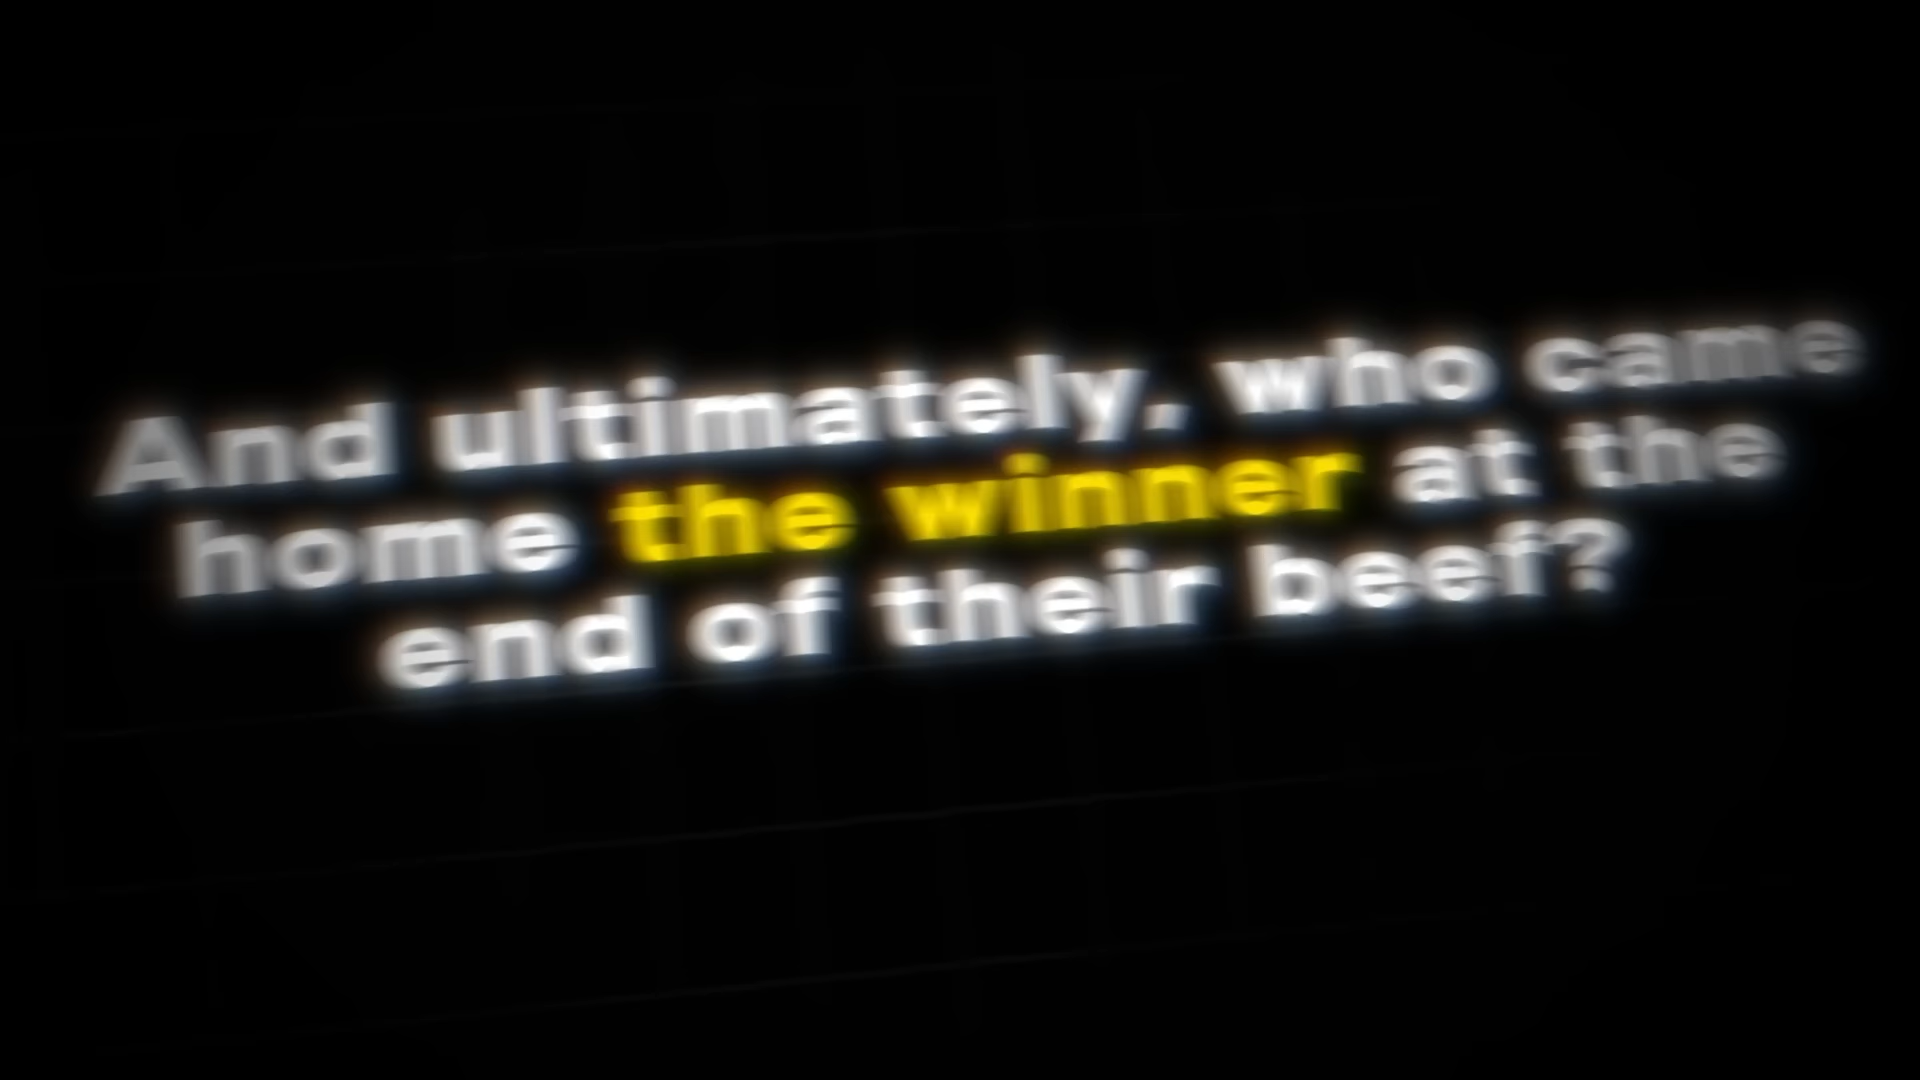 And ultimately, who came
home the winner at the
end of their beef?